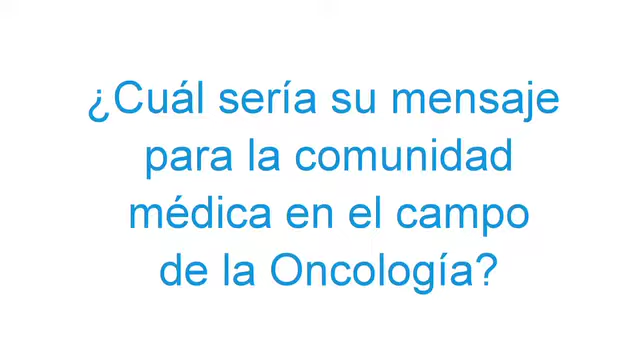 ¿Cuál sería su mensaje
para la comunidad
médica en el campo
de la Oncología?